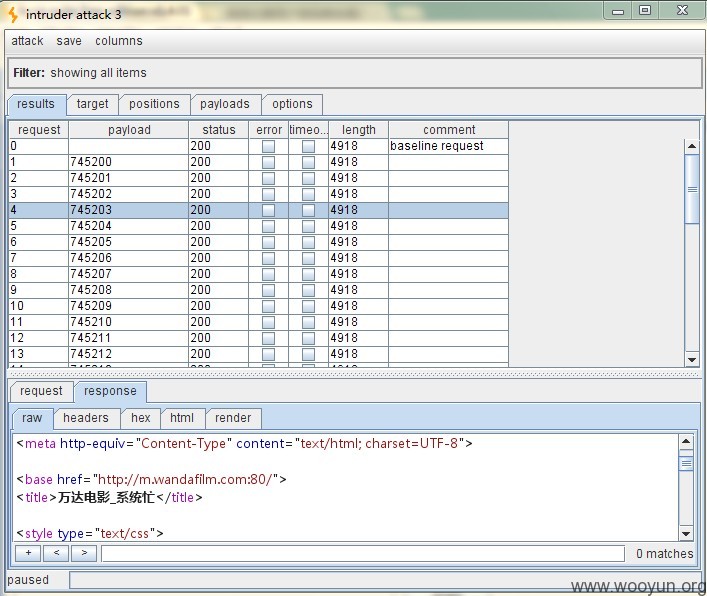 intruder attack 3
attack save columns
Filter: showing all items
results target positions payloads options
request payload status error timeo... length comment
0 200 4918 baseline request
1 745200 200 4918
2 745201 200 4918
3 745202 200 4918
4 745203 200 4918
5 745204 200 4918
6 745205 200 4918
7 745206 200 4918
8 745207 200 4918
9 745208 200 4918
10 745209 200 4918
11 745210 200 4918
12 745211 200 4918
13 745212 200 4918
request response
raw headers hex html render
<meta http-equiv="Content-Type" content="text/html; charset=UTF-8">
<base href="http://m.wandafilm.com:80/">
<title>万达电影_系统忙</title>
<style type="text/css">
+ < > 0 matches
paused
www.wooyun.org